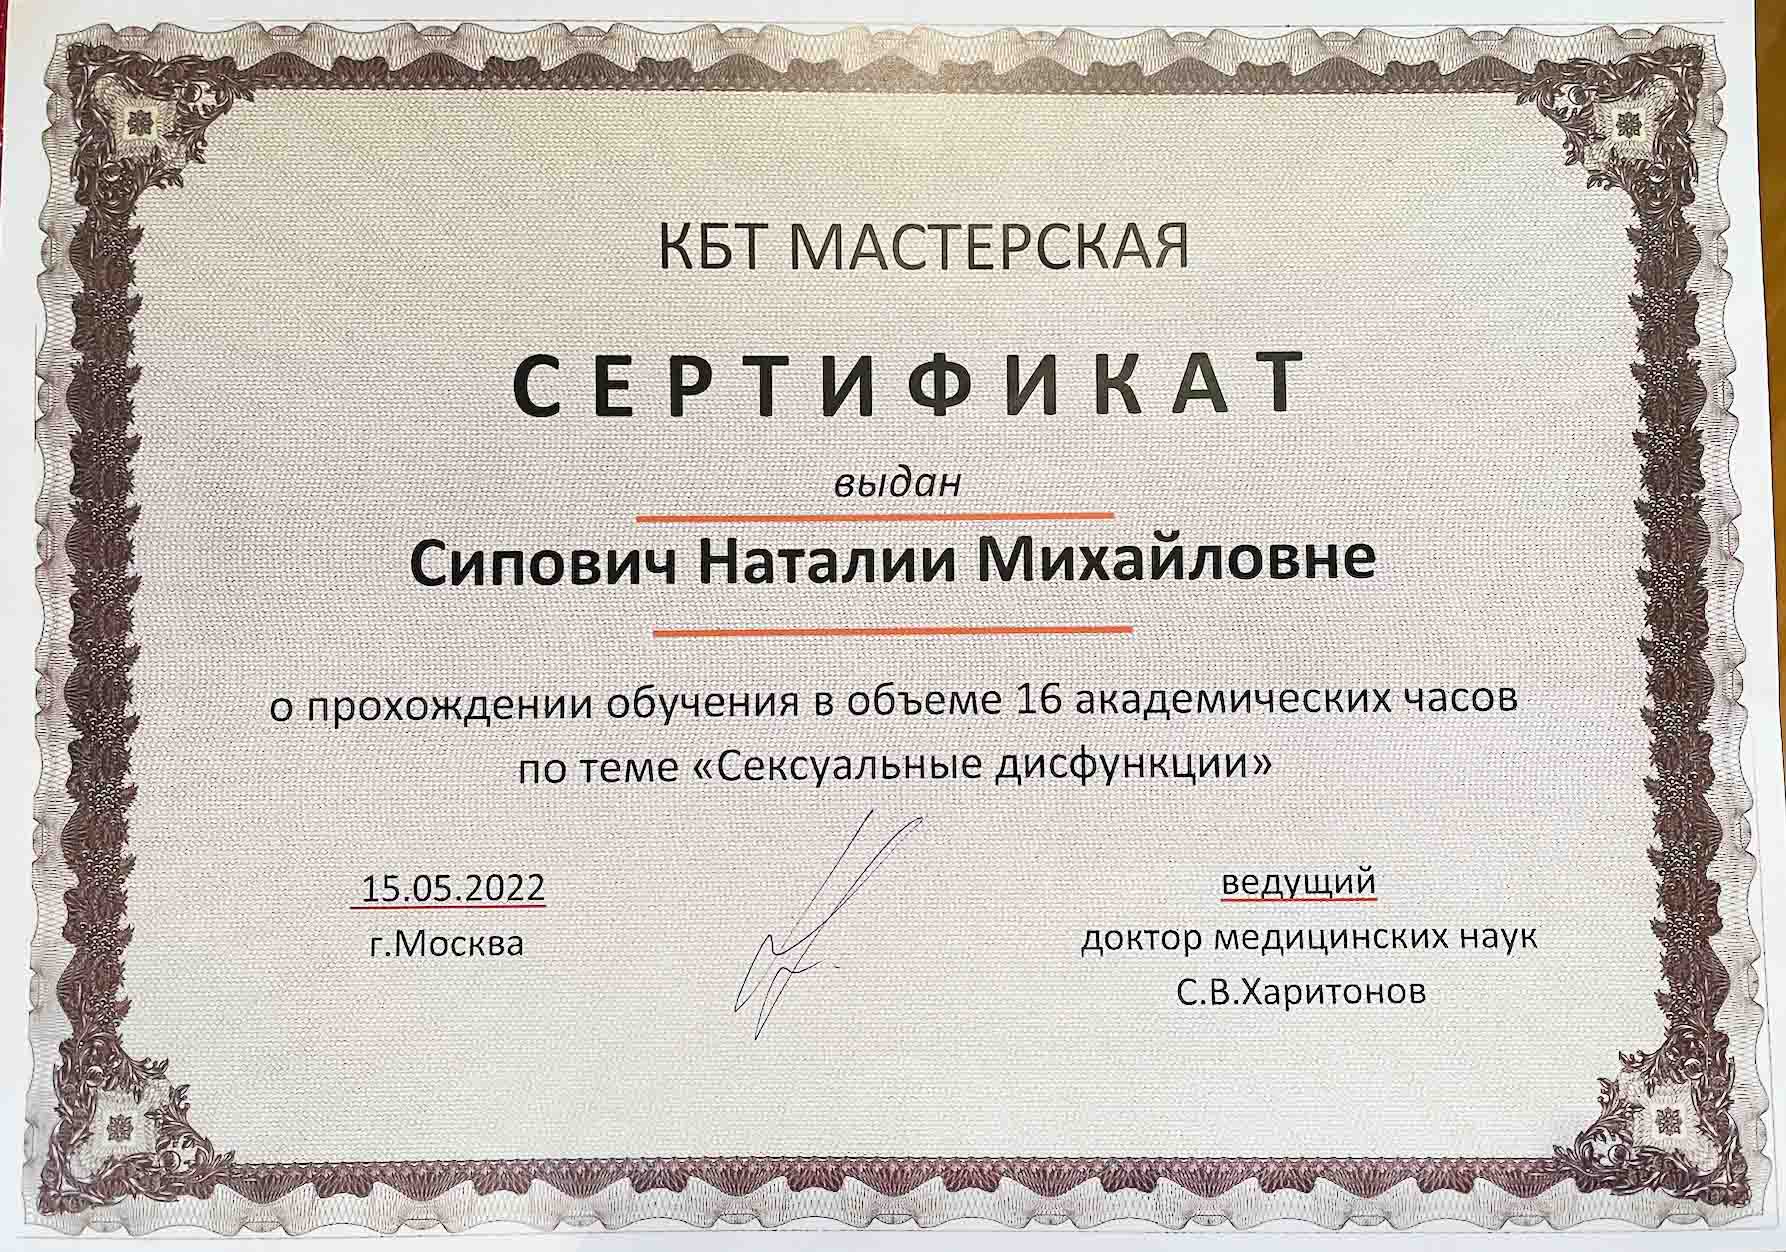 КБТ МАСТЕРСКАЯ
СЕРТИФИКАТ
выдан
Сипович Наталии Михайловне
о прохождении обучения в объеме 16 академических часов
по теме «Сексуальные дисфункции»
15.05.2022
г.Москва
ведущий
доктор медицинских наук
С.В.Харитонов